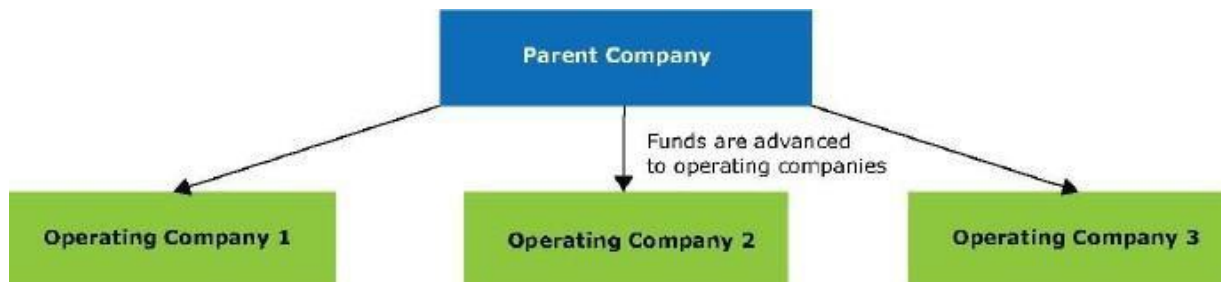 Parent Company
Funds are advanced
to operating companies
Operating Company 1
Operating Company 2
Operating Company 3